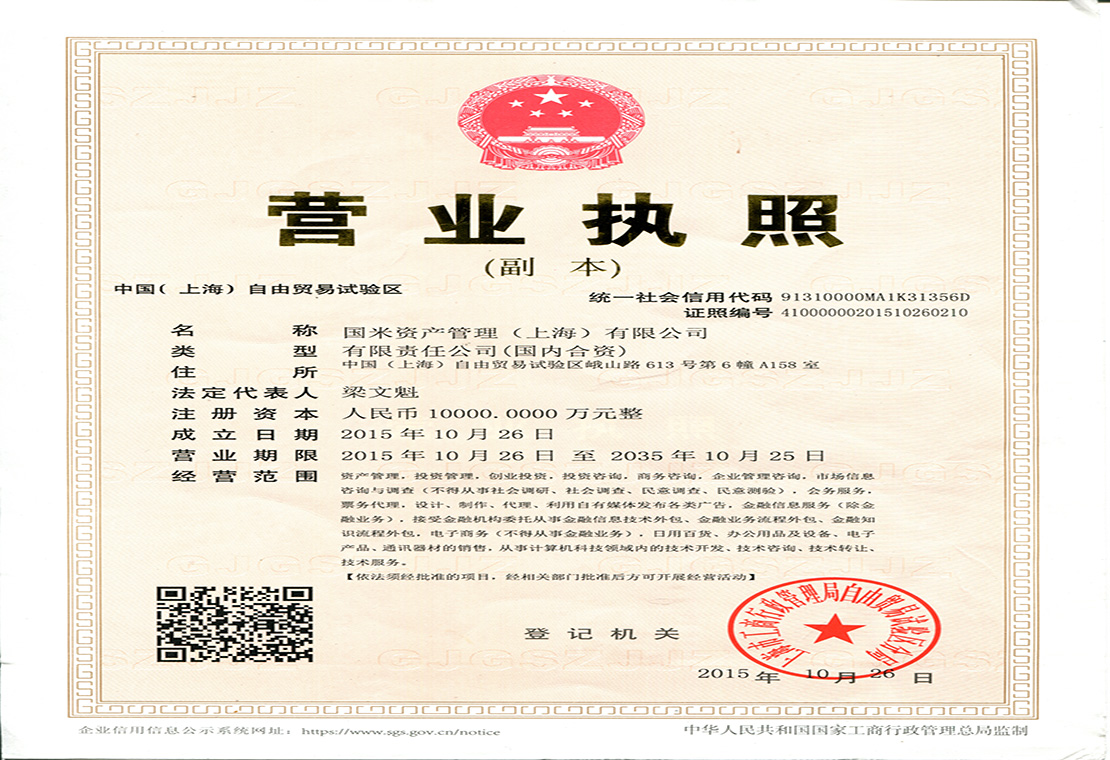 营业执照
(副 本)
中国(上海)自由贸易试验区
统一社会信用代码 91310000MA1K31356D
证照编号 41000000201510260210
名称 国米资产管理(上海)有限公司
类型 有限责任公司(国内合资)
住所 中国(上海)自由贸易试验区峨山路 613 号第 6 幢 A158 室
法定代表人 梁文魁
注册资本 人民币 10000.0000 万元整
成立日期 2015 年 10 月 26 日
营业期限 2015 年 10 月 26 日 至 2035 年 10 月 25 日
经营范围 资产管理,投资管理,创业投资,投资咨询,商务咨询,企业管理咨询,市场信息
咨询与调查(不得从事社会调研、社会调查、民意调查、民意测验),会务服务,
票务代理,设计、制作、代理、利用自有媒体发布各类广告,金融信息服务(除金
融业务),接受金融机构委托从事金融信息技术外包、金融业务流程外包、金融知
识流程外包,电子商务(不得从事金融业务),日用百货、办公用品及设备、电子
产品、通讯器材的销售,从事计算机科技领域内的技术开发、技术咨询、技术转让、
技术服务。
【依法须经批准的项目,经相关部门批准后方可开展经营活动】
登记机关
上海市工商行政管理局自由贸易试验区分局
2015 年 10 月 26 日
企业信用信息公示系统网址:https://www.sgs.gov.cn/notice
中华人民共和国国家工商行政管理总局监制